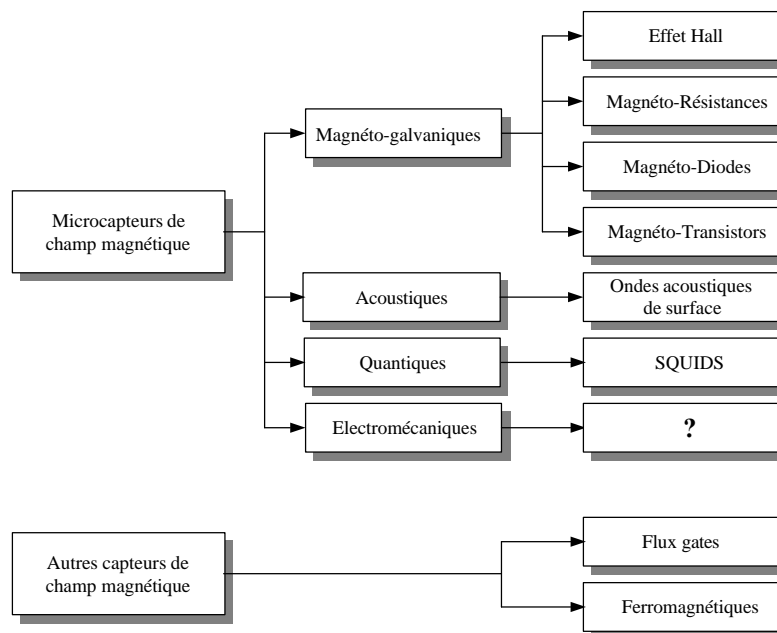 Effet Hall
Magnéto-Résistances
Magnéto-galvaniques
Magnéto-Diodes
Microcapteurs de
champ magnétique
Magnéto-Transistors
Acoustiques
Ondes acoustiques
de surface
Quantiques
SQUIDS
Electromécaniques
?
Autres capteurs de
champ magnétique
Flux gates
Ferromagnétiques